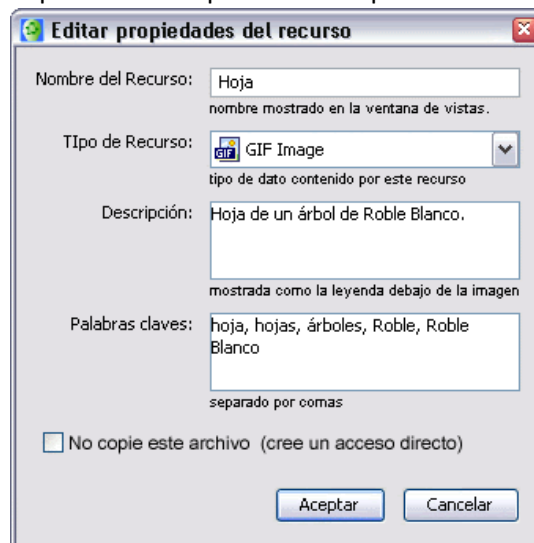 Editar propiedades del recurso
Nombre del Recurso: Hoja
nombre mostrado en la ventana de vistas.
TIpo de Recurso: GIF GIF Image
tipo de dato contenido por este recurso
Descripción: Hoja de un árbol de Roble Blanco.
mostrada como la leyenda debajo de la imagen
Palabras claves: hoja, hojas, árboles, Roble, Roble
Blanco
separado por comas
No copie este archivo (cree un acceso directo)
Aceptar Cancelar